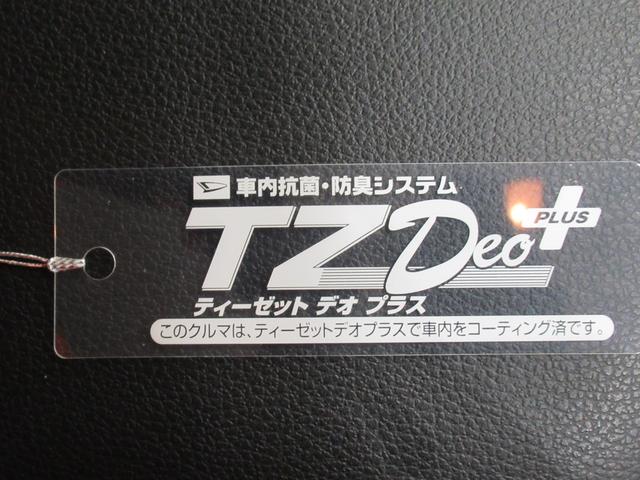 車内抗菌・防臭システム
TZ Deo PLUS
ティーゼット デオ プラス
このクルマは、ティーゼットデオプラスで車内をコーティング済です。